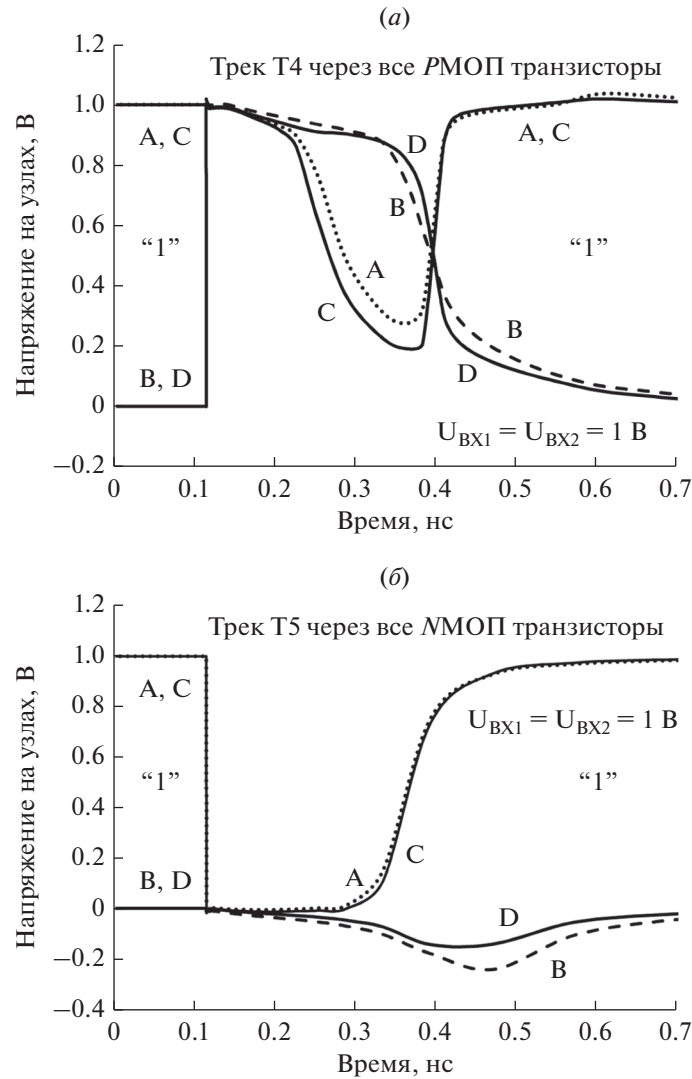 (а)
Трек Т4 через все PМОП транзисторы
Напряжение на узлах, В
1.2
1.0
0.8
0.6
0.4
0.2
0
−0.2
A, C
“1”
B, D
D
B
A
C
A, C
“1”
B
D
U_BX1 = U_BX2 = 1 В
0 0.1 0.2 0.3 0.4 0.5 0.6 0.7
Время, нс
(б)
Трек Т5 через все NМОП транзисторы
Напряжение на узлах, В
1.2
1.0
0.8
0.6
0.4
0.2
0
−0.2
−0.4
A, C
“1”
B, D
U_BX1 = U_BX2 = 1 В
“1”
A
C
D
B
0 0.1 0.2 0.3 0.4 0.5 0.6 0.7
Время, нс